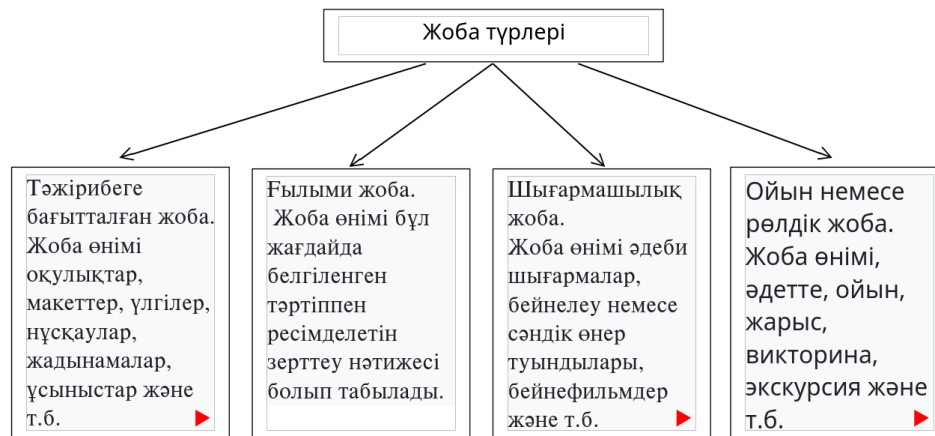 Жоба түрлері
Тәжірибеге
бағытталған жоба.
Жоба өнімі
оқулықтар,
макеттер, үлгілер,
нұсқаулар,
жадынамалар,
ұсыныстар және
т.б.
Ғылыми жоба.
Жоба өнімі бұл
жағдайда
белгіленген
тәртіппен
ресімделетін
зерттеу нәтижесі
болып табылады.
Шығармашылық
жоба.
Жоба өнімі әдеби
шығармалар,
бейнелеу немесе
сәндік өнер
туындылары,
бейнефильмдер
және т.б.
Ойын немесе
рөлдік жоба.
Жоба өнімі,
әдетте, ойын,
жарыс,
викторина,
экскурсия және
т.б.